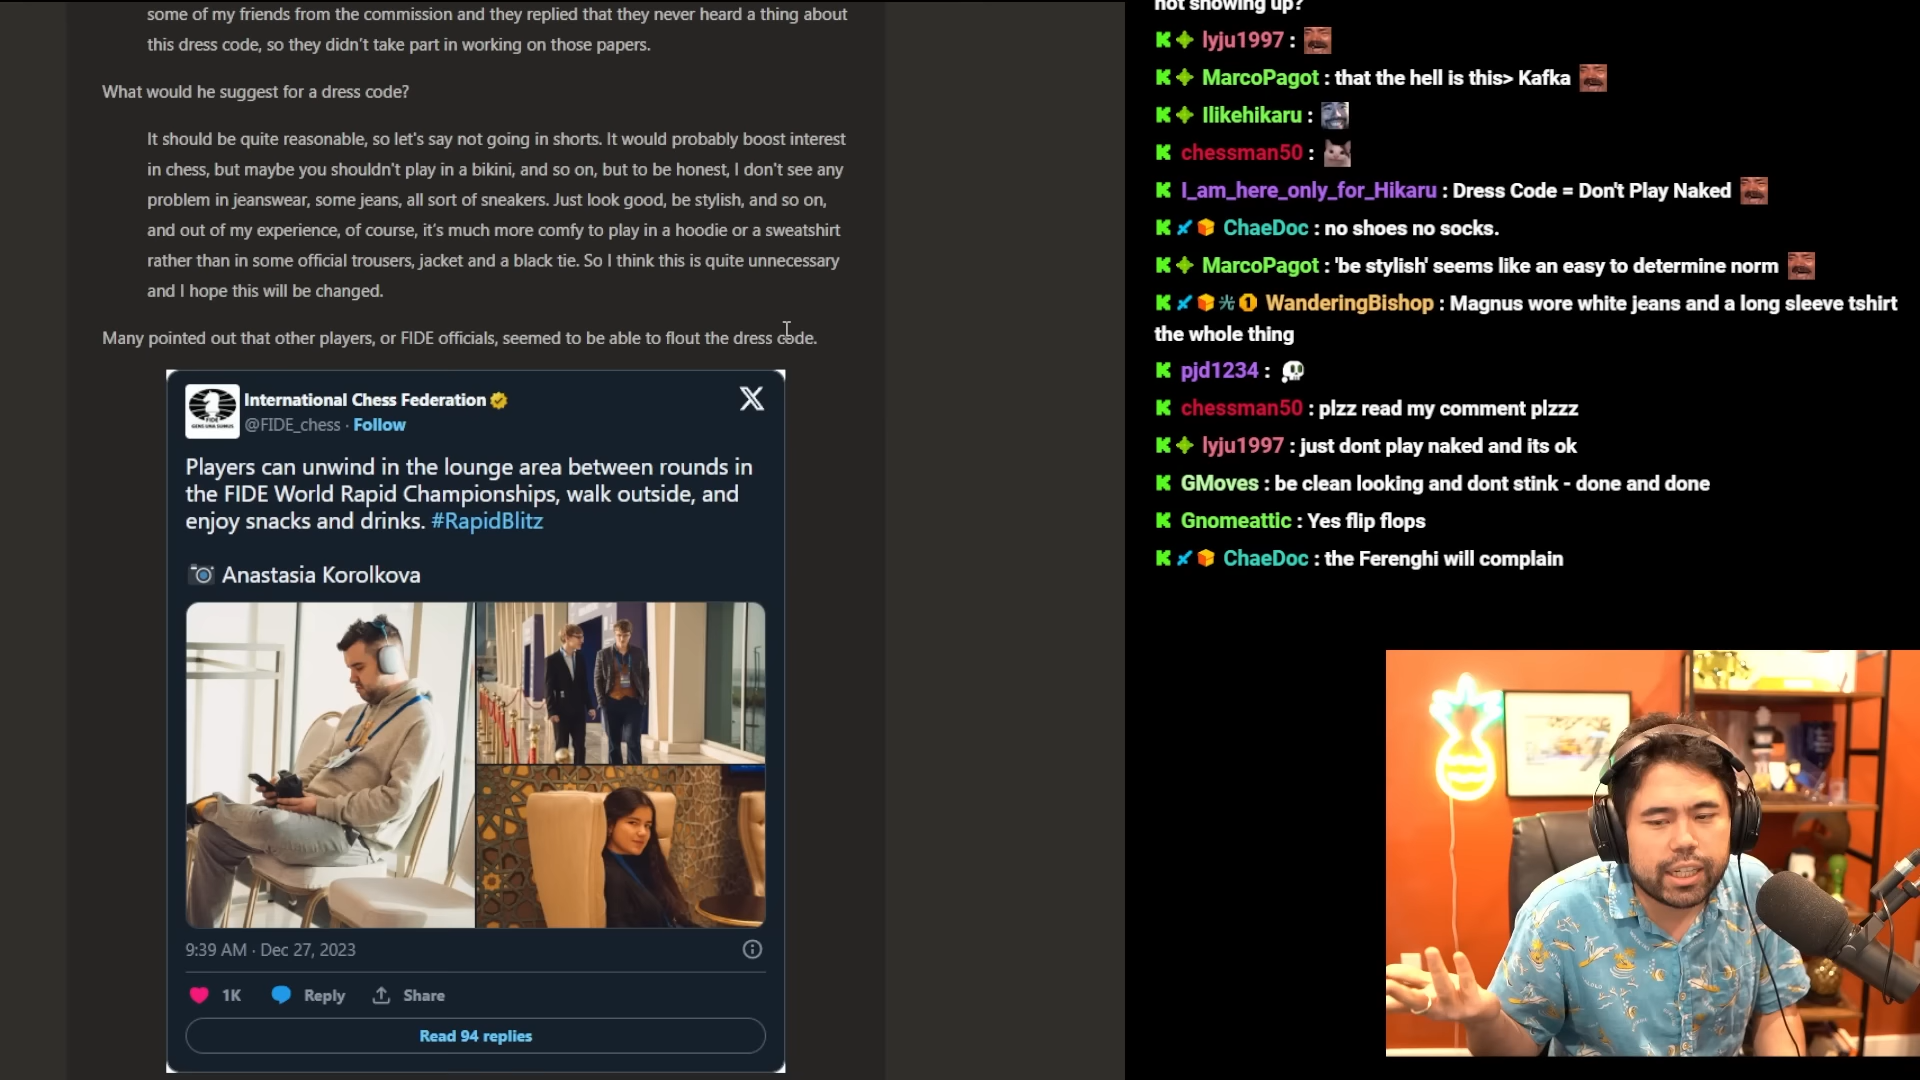 some of my friends from the commission and they replied that they never heard a thing about
this dress code, so they didn't take part in working on those papers.
What would he suggest for a dress code?
It should be quite reasonable, so let's say not going in shorts. It would probably boost interest
in chess, but maybe you shouldn't play in a bikini, and so on, but to be honest, I don't see any
problem in jeanswear, some jeans, all sort of sneakers. Just look good, be stylish, and so on,
and out of my experience, of course, it's much more comfy to play in a hoodie or a sweatshirt
rather than in some official trousers, jacket and a black tie. So I think this is quite unnecessary
and I hope this will be changed.
Many pointed out that other players, or FIDE officials, seemed to be able to flout the dress code.
International Chess Federation
@FIDE_chess · Follow
Players can unwind in the lounge area between rounds in
the FIDE World Rapid Championships, walk outside, and
enjoy snacks and drinks. #RapidBlitz
Anastasia Korolkova
9:39 AM · Dec 27, 2023
1K Reply Share
Read 94 replies
not showing up?
lyju1997 :
MarcoPagot : that the hell is this> Kafka
Ilikehikaru :
chessman50 :
I_am_here_only_for_Hikaru : Dress Code = Don't Play Naked
ChaeDoc : no shoes no socks.
MarcoPagot : 'be stylish' seems like an easy to determine norm
WanderingBishop : Magnus wore white jeans and a long sleeve tshirt
the whole thing
pjd1234 :
chessman50 : plzz read my comment plzzz
lyju1997 : just dont play naked and its ok
GMoves : be clean looking and dont stink - done and done
Gnomeattic : Yes flip flops
ChaeDoc : the Ferenghi will complain